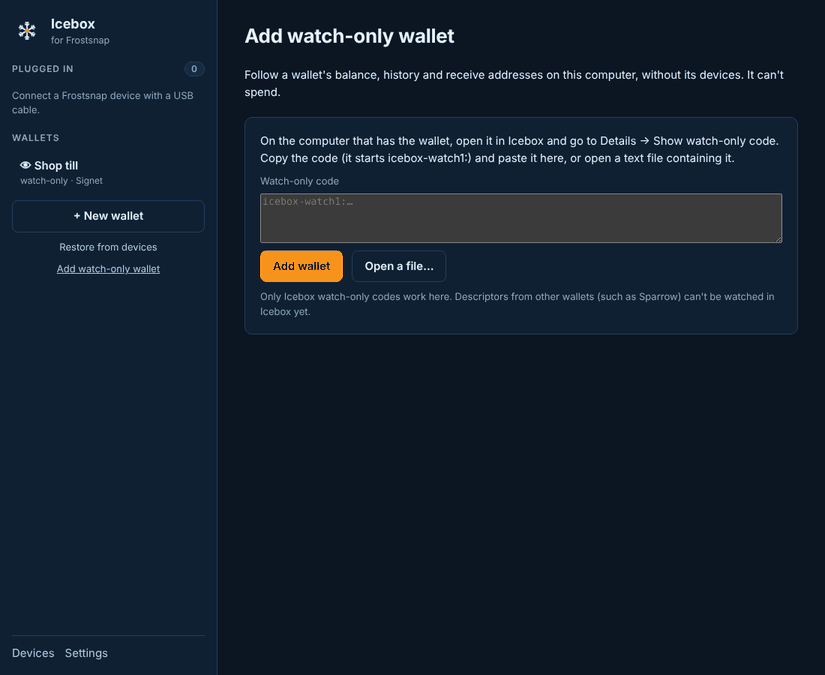 Icebox
for Frostsnap
PLUGGED IN 0
Connect a Frostsnap device with a USB
cable.
WALLETS
Shop till
watch-only · Signet
+ New wallet
Restore from devices
Add watch-only wallet
Devices Settings
Add watch-only wallet
Follow a wallet's balance, history and receive addresses on this computer, without its devices. It can't
spend.
On the computer that has the wallet, open it in Icebox and go to Details → Show watch-only code.
Copy the code (it starts icebox-watch1:) and paste it here, or open a text file containing it.
Watch-only code
icebox-watch1:…
Add wallet Open a file...
Only Icebox watch-only codes work here. Descriptors from other wallets (such as Sparrow) can't be watched in
Icebox yet.